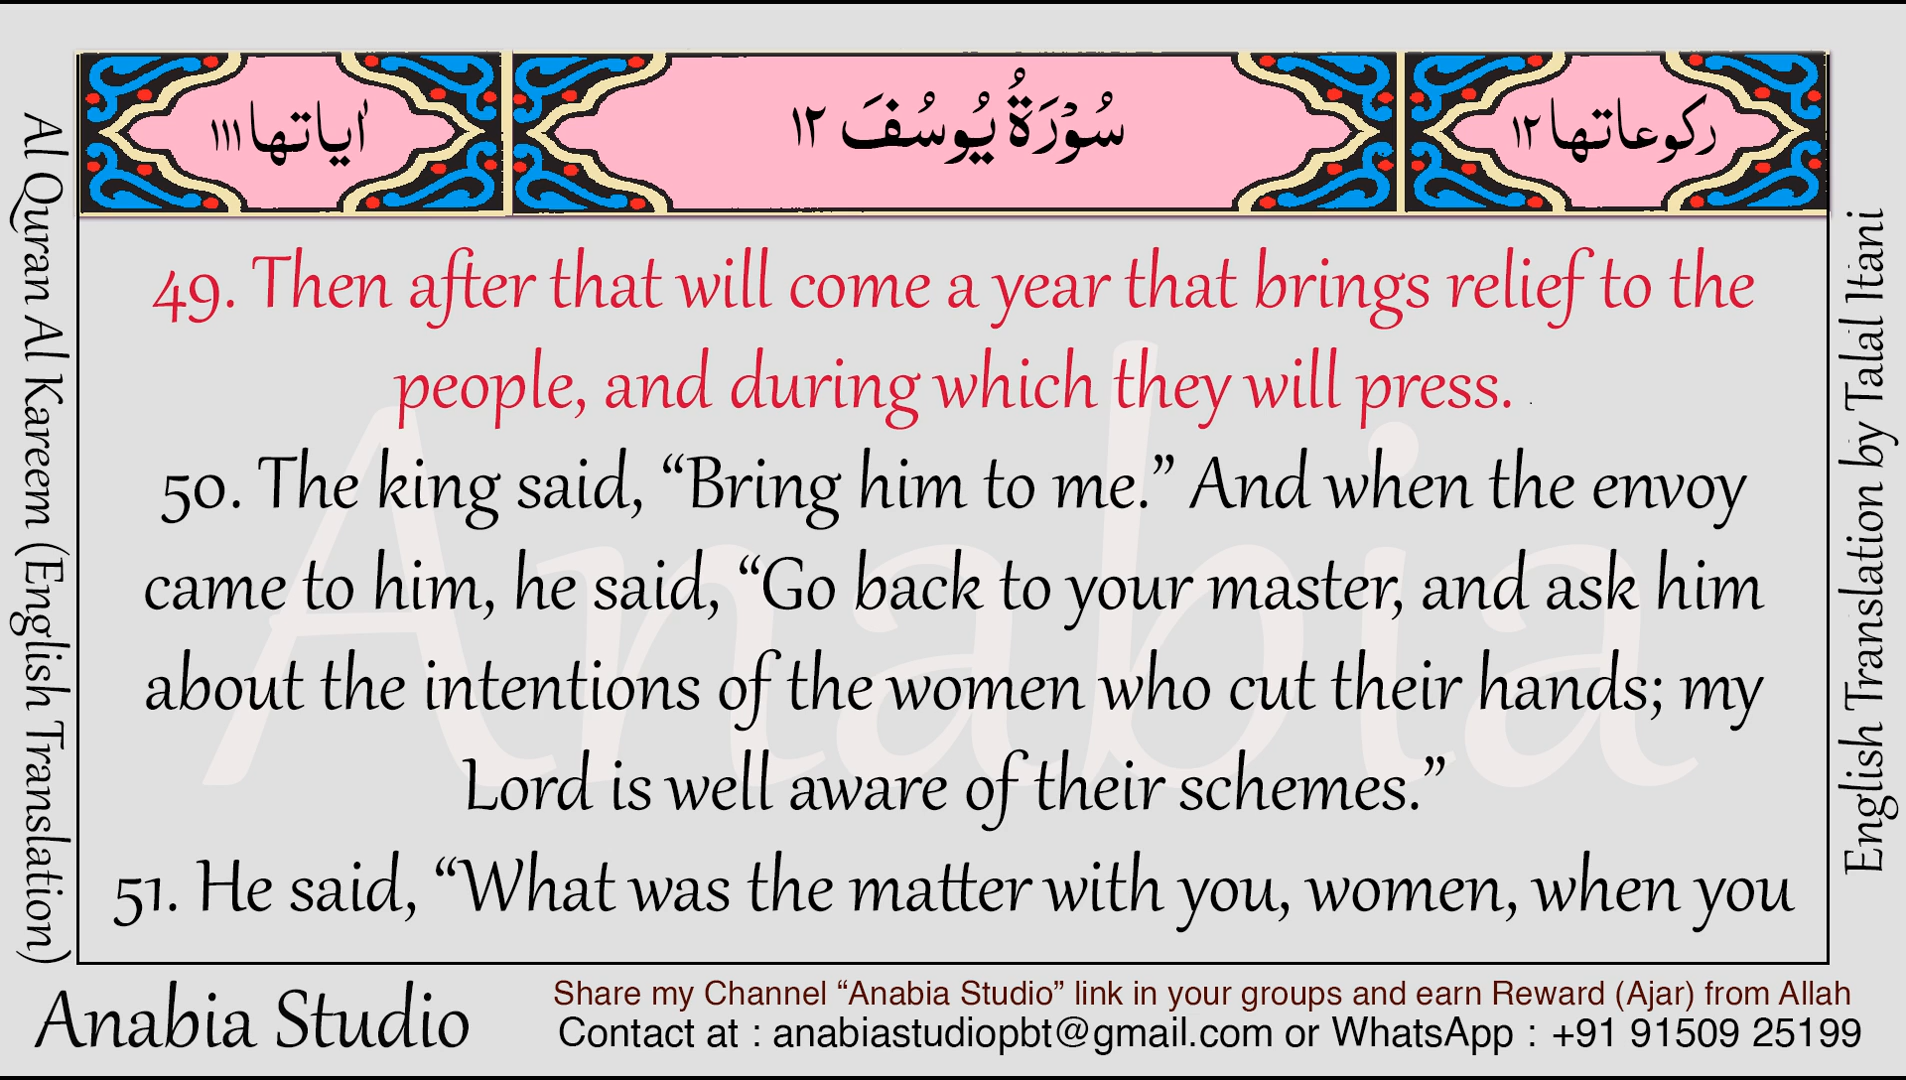 اٰیاتها ۱۱۱
سُوْرَةُ يُوسُفَ ۱۲
رکوعاتها ۱۲
Al Quran Al Kareem (English Translation)
49. Then after that will come a year that brings relief to the
people, and during which they will press.
50. The king said, “Bring him to me.” And when the envoy
came to him, he said, “Go back to your master, and ask him
about the intentions of the women who cut their hands; my
Lord is well aware of their schemes.”
51. He said, “What was the matter with you, women, when you
Anabia
English Translation by Talal Itani
Anabia Studio
Share my Channel “Anabia Studio” link in your groups and earn Reward (Ajar) from Allah
Contact at : anabiastudiopbt@gmail.com or WhatsApp : +91 91509 25199